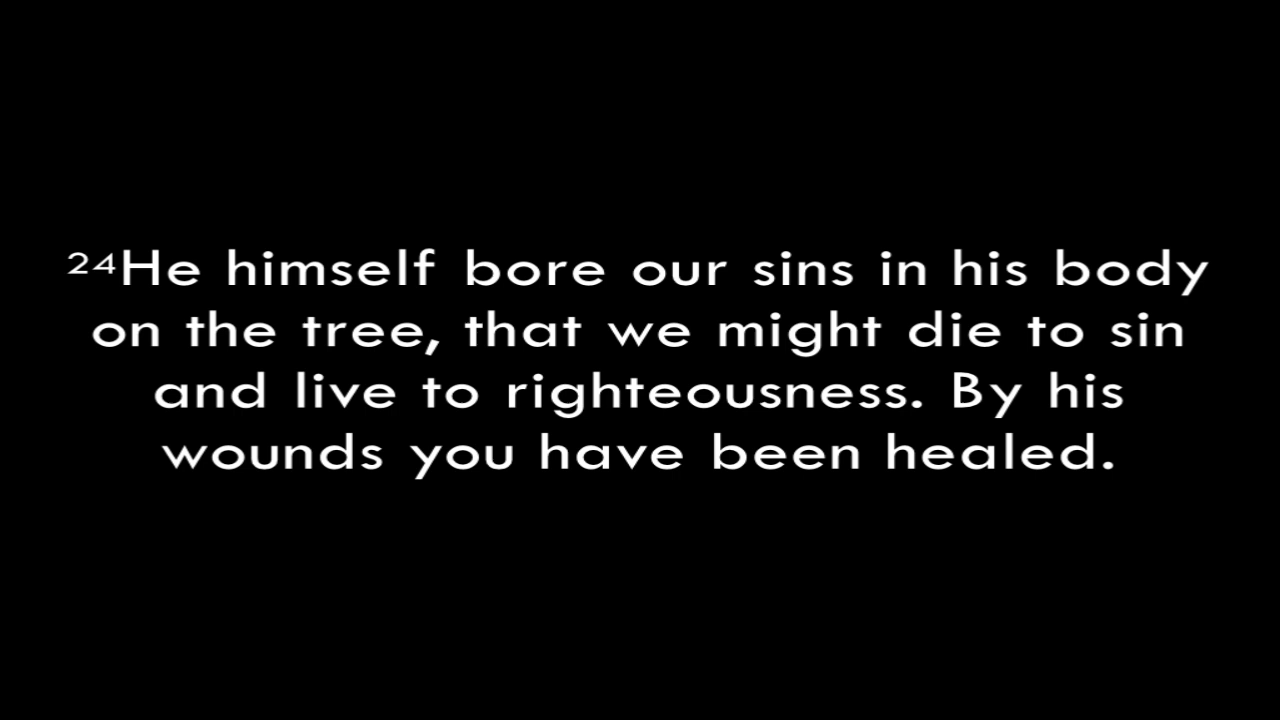 ²⁴He himself bore our sins in his body
on the tree, that we might die to sin
and live to righteousness. By his
wounds you have been healed.